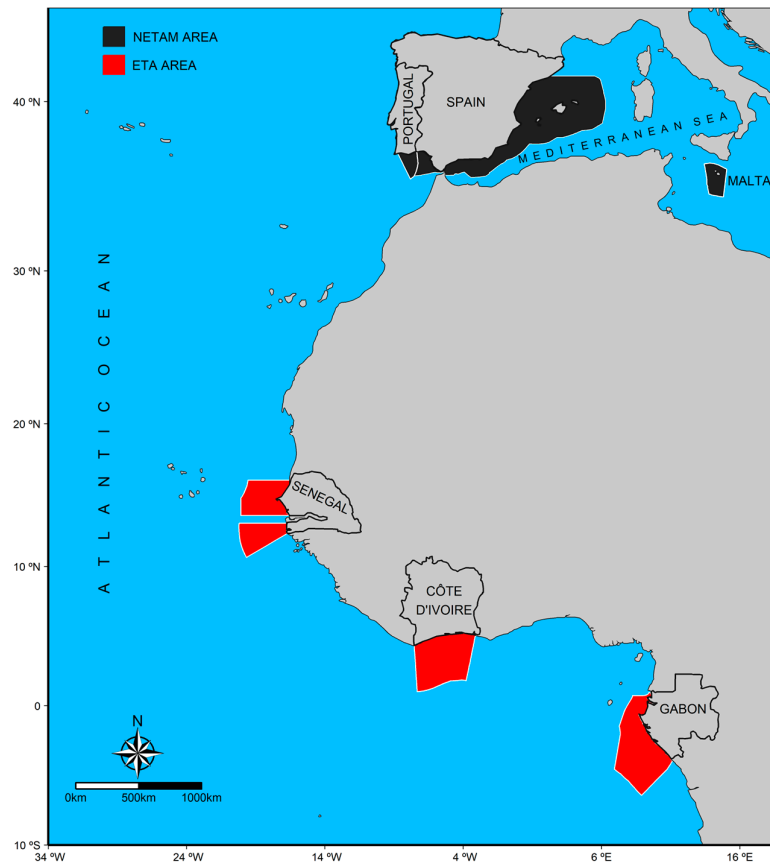 NETAM AREA
ETA AREA
40 ºN
PORTUGAL
SPAIN
MEDITERRANEAN SEA
MALTA
30 ºN
ATLANTIC OCEAN
20 ºN
SENEGAL
10 ºN
CÔTE
D'IVOIRE
GABON
0
N
0km 500km 1000km
10 ºS
34 ºW 24 ºW 14 ºW 4 ºW 6 ºE 16 ºE